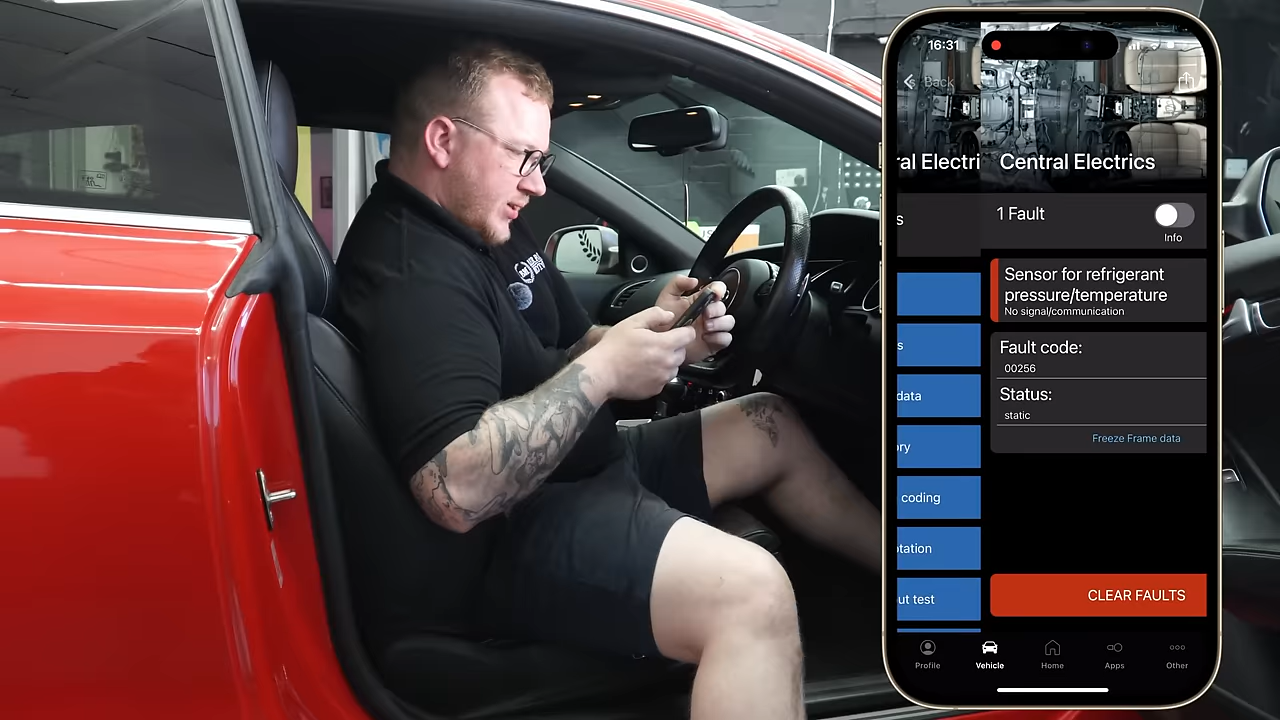 16:31
Back
ral Electri
Central Electrics
s
1 Fault
Info
Sensor for refrigerant
pressure/temperature
No signal/communication
s
data
Fault code:
00256
Status:
static
Freeze Frame data
ry
coding
tation
ut test
CLEAR FAULTS
Profile
Vehicle
Home
Apps
Other